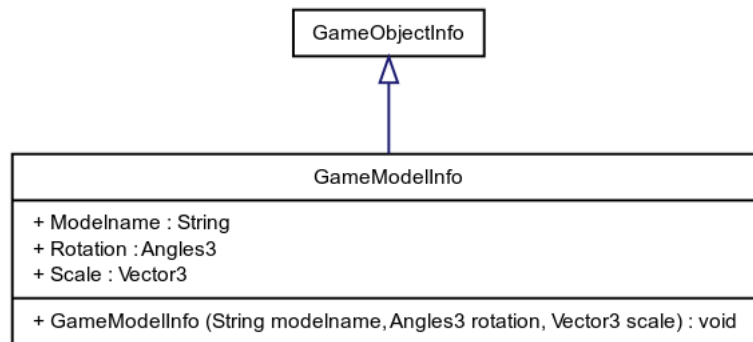 GameObjectInfo
GameModelInfo
+ Modelname : String
+ Rotation : Angles3
+ Scale : Vector3
+ GameModelInfo (String modelname, Angles3 rotation, Vector3 scale) : void